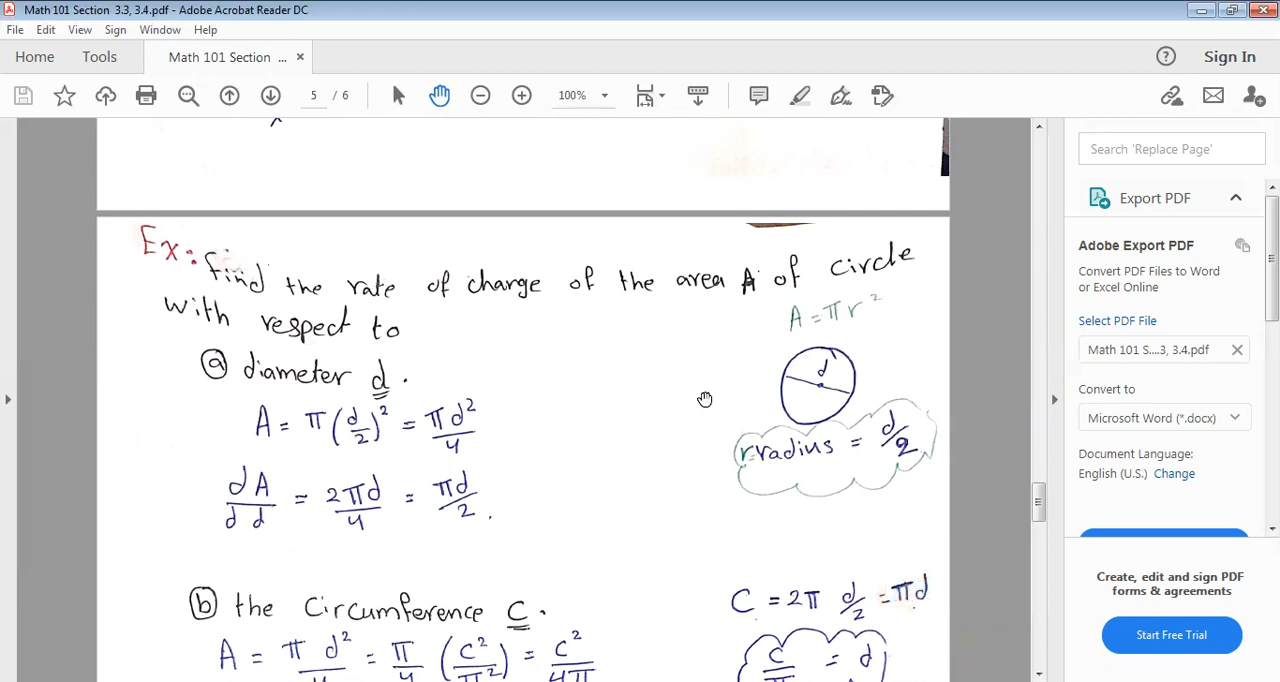 Math 101 Section 3.3, 3.4.pdf - Adobe Acrobat Reader DC
File Edit View Sign Window Help
Home Tools Math 101 Section ... × ? Sign In
5 / 6 100%
Search 'Replace Page'
Export PDF
Adobe Export PDF
Convert PDF Files to Word
or Excel Online
Select PDF File
Math 101 S....3, 3.4.pdf
Convert to
Microsoft Word (*.docx)
Document Language:
English (U.S.) Change
Create, edit and sign PDF
forms & agreements
Start Free Trial
Ex: find the rate of charge of the area A of circle
with respect to
A = πr²
ⓐ diameter d.
d
A = π(d/2)² = πd²/4
r=radius = d/2
dA/dd = 2πd/4 = πd/2.
ⓑ the Circumference C.
C = 2π d/2 = πd
A = πd²/4 = π/4 (C²/π²) = C²/4π
C/π = d